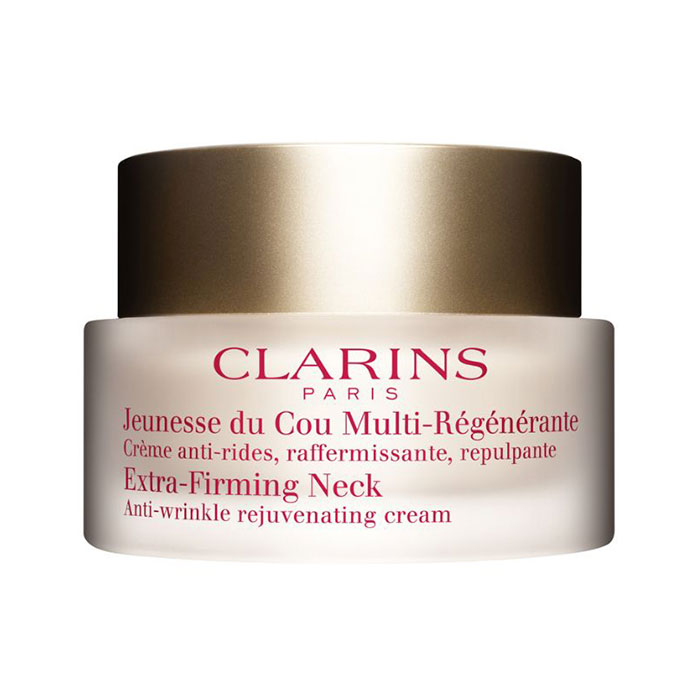 CLARINS
PARIS
Jeunesse du Cou Multi-Régénérante
Crème anti-rides, raffermissante, repulpante
Extra-Firming Neck
Anti-wrinkle rejuvenating cream